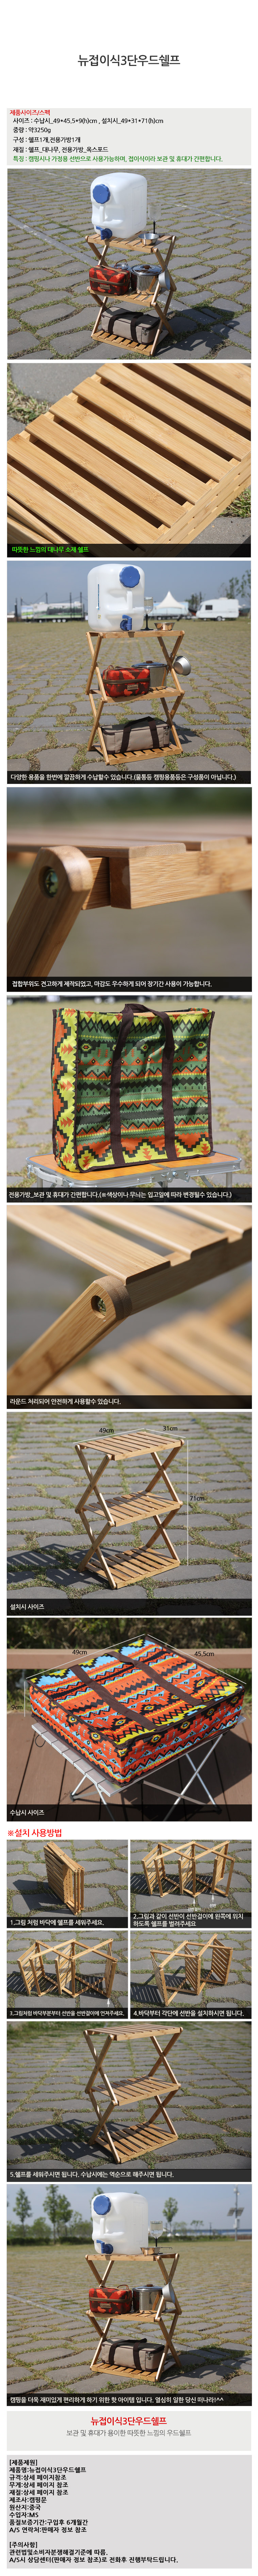 뉴접이식3단우드쉘프
제품사이즈/스펙
사이즈 : 수납시_49*45.5*9(h)cm , 설치시_49*31*71(h)cm
중량 : 약3250g
구성 : 쉘프1개,전용가방1개
재질 : 쉘프_대나무, 전용가방_옥스포드
특징 : 캠핑시나 가정용 선반으로 사용가능하며, 접이식이라 보관 및 휴대가 간편합니다.
따뜻한 느낌의 대나무 소재 쉘프
다양한 용품을 한번에 깔끔하게 수납할수 있습니다.(물통등 캠핑용품등은 구성품이 아닙니다.)
접합부위도 견고하게 제작되었고, 마감도 우수하게 되어 장기간 사용이 가능합니다.
전용가방_보관 및 휴대가 간편합니다.(※색상이나 무늬는 입고일에 따라 변경될수 있습니다.)
라운드 처리되어 안전하게 사용할수 있습니다.
49cm
31cm
71cm
설치시 사이즈
49cm
45.5cm
9cm
수납시 사이즈
※설치 사용방법
1.그림 처럼 바닥에 쉘프를 세워주세요.
2.그림과 같이 선반이 선반걸이에 왼쪽에 위치
하도록 쉘프를 벌려주세요
3.그림처럼 바닥부분부터 선반을 선반걸이에 언쳐주세요.
4.바닥부터 각단에 선반을 설치하시면 됩니다.
5.쉘프를 세워주시면 됩니다. 수납시에는 역순으로 해주시면 됩니다.
캠핑을 더욱 재미있게 편리하게 하기 위한 핫 아이템 입니다. 열심히 일한 당신 떠나라!^^
뉴접이식3단우드쉘프
보관 및 휴대가 용이한 따뜻한 느낌의 우드쉘프
[제품제원]
제품명:뉴접이식3단우드쉘프
규격:상세 페이지참조
무게:상세 페이지 참조
재질:상세 페이지 참조
제조사:캠핑문
원산지:중국
수입자:MS
품질보증기간:구입후 6개월간
A/S 연락처:판매자 정보 참조
[주의사항]
관련법및소비자분쟁해결기준에 따름.
A/S시 상담센터(판매자 정보 참조)로 전화후 진행부탁드립니다.